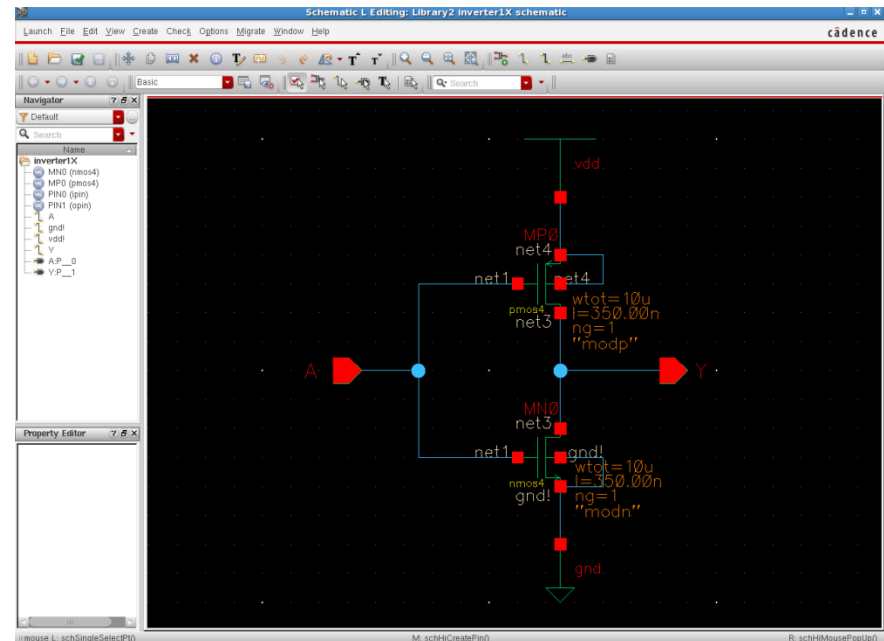 Schematic L Editing: Library2 inverter1X schematic
Launch File Edit View Create Check Options Migrate Window Help
cādence
Basic
Search
Navigator
Default
Search
Name
inverter1X
MN0 (nmos4)
MP0 (pmos4)
PIN0 (ipin)
PIN1 (opin)
A
gnd!
vdd!
Y
A:P__0
Y:P__1
Property Editor
vdd
MP0
net4
net1
net4
pmos4
net3
wtot=10u
l=350.00n
ng=1
"modp"
A
Y
MN0
net3
net1
gnd!
nmos4
gnd!
wtot=10u
l=350.00n
ng=1
"modn"
gnd
mouse L: schSingleSelectPt()
M: schHiCreatePin()
R: schHiMousePopUp()